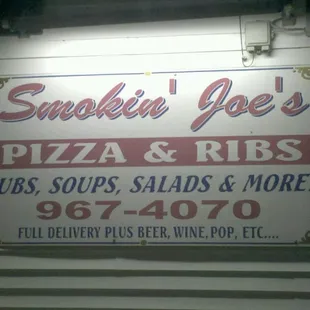 Smokin' Joe's
PIZZA & RIBS
UBS, SOUPS, SALADS & MORE
967-4070
FULL DELIVERY PLUS BEER, WINE, POP, ETC....